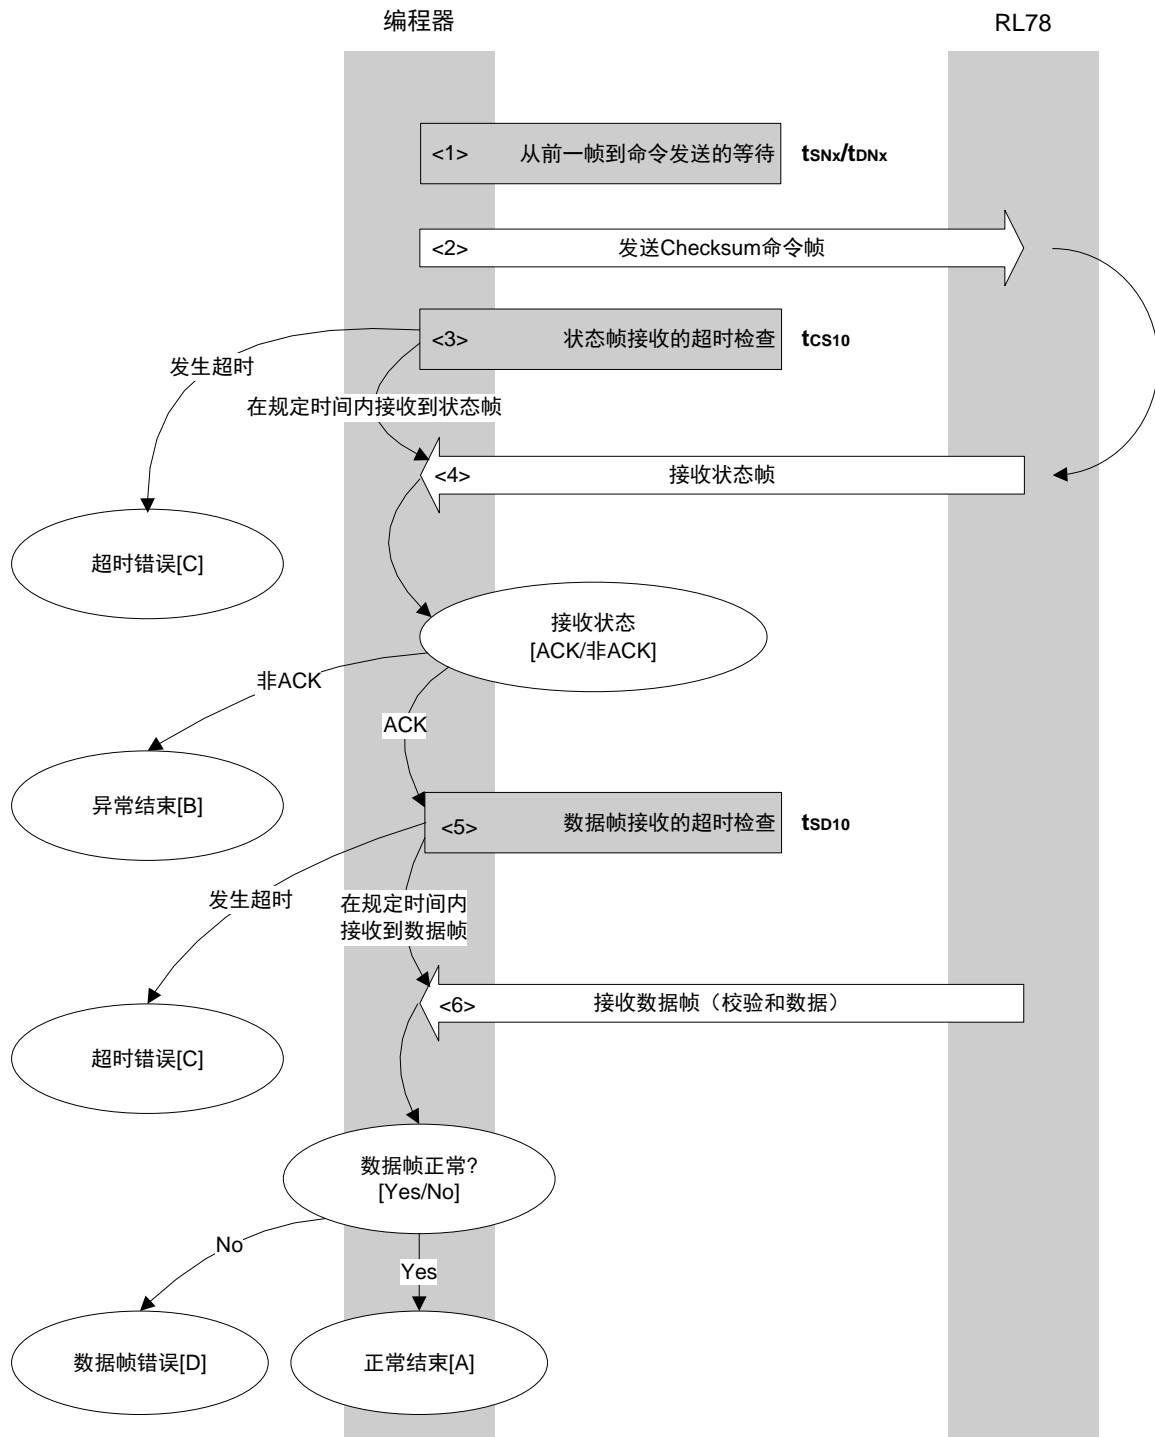 编程器
RL78
<1> 从前一帧到命令发送的等待 tSNx/tDNx
<2> 发送Checksum命令帧
<3> 状态帧接收的超时检查 tCS10
发生超时
在规定时间内接收到状态帧
<4> 接收状态帧
超时错误[C]
接收状态
[ACK/非ACK]
非ACK
ACK
异常结束[B]
<5> 数据帧接收的超时检查 tSD10
发生超时
在规定时间内
接收到数据帧
<6> 接收数据帧（校验和数据）
超时错误[C]
数据帧正常?
[Yes/No]
No
Yes
数据帧错误[D]
正常结束[A]